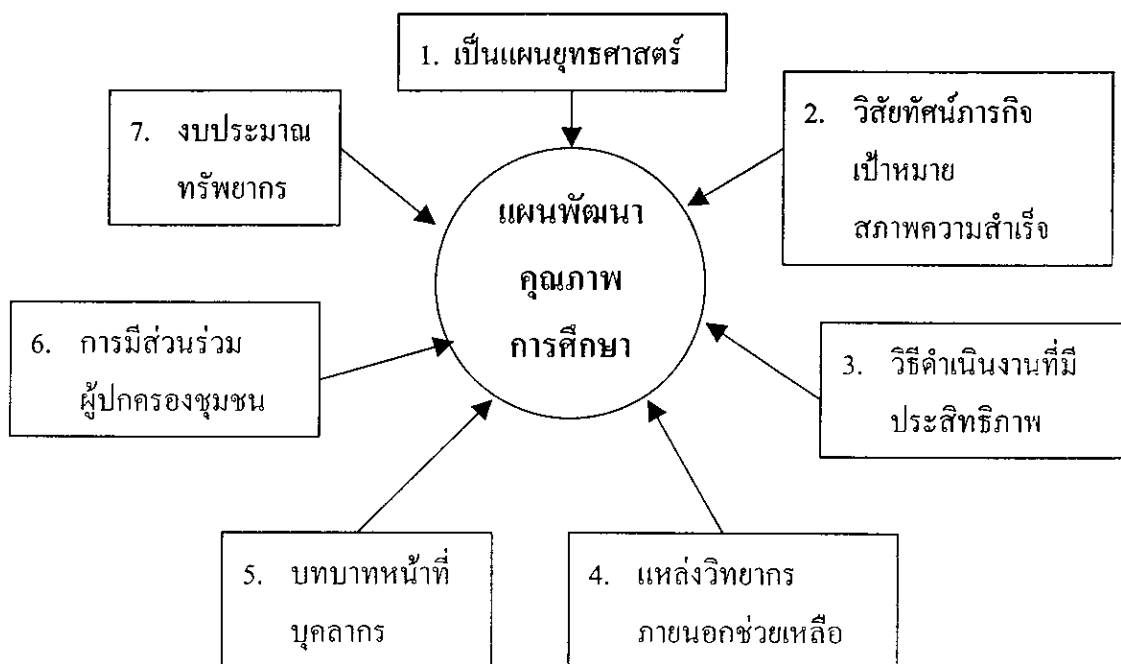 1. เป็นแผนยุทธศาสตร์
2. วิสัยทัศน์ภารกิจ
เป้าหมาย
สภาพความสำเร็จ
3. วิธีดำเนินงานที่มี
ประสิทธิภาพ
4. แหล่งวิทยากร
ภายนอกช่วยเหลือ
5. บทบาทหน้าที่
บุคลากร
6. การมีส่วนร่วม
ผู้ปกครองชุมชน
7. งบประมาณ
ทรัพยากร
แผนพัฒนา
คุณภาพ
การศึกษา